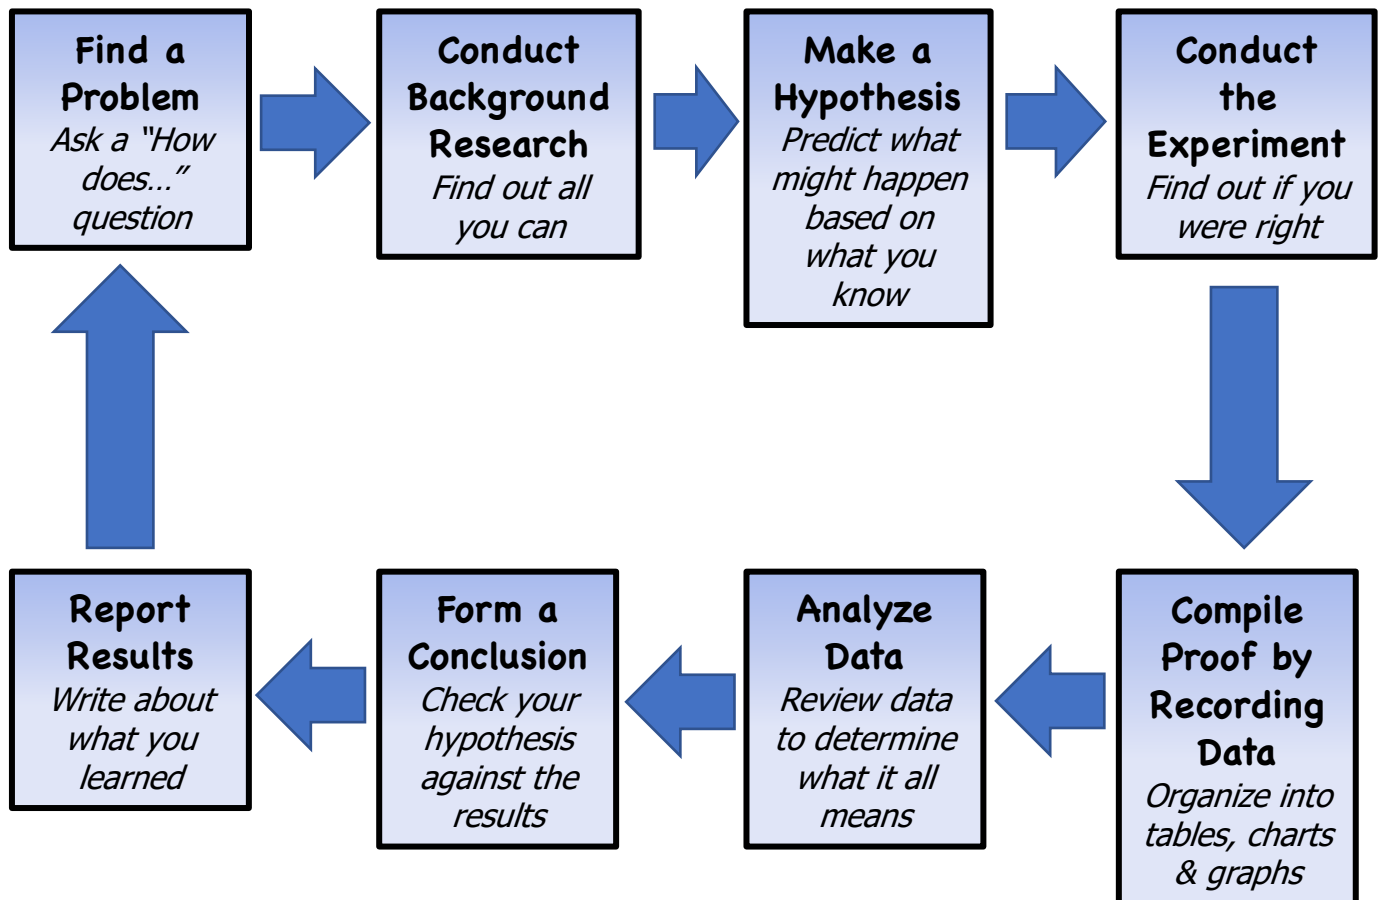 Find a
Problem
Ask a “How
does…”
question
Conduct
Background
Research
Find out all
you can
Make a
Hypothesis
Predict what
might happen
based on
what you
know
Conduct
the
Experiment
Find out if you
were right
Compile
Proof by
Recording
Data
Organize into
tables, charts
& graphs
Analyze
Data
Review data
to determine
what it all
means
Form a
Conclusion
Check your
hypothesis
against the
results
Report
Results
Write about
what you
learned